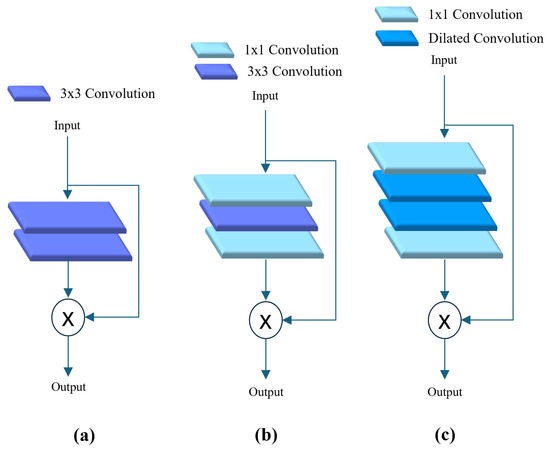 3x3 Convolution
Input
X
Output
(a)
1x1 Convolution
3x3 Convolution
Input
X
Output
(b)
1x1 Convolution
Dilated Convolution
Input
X
Output
(c)